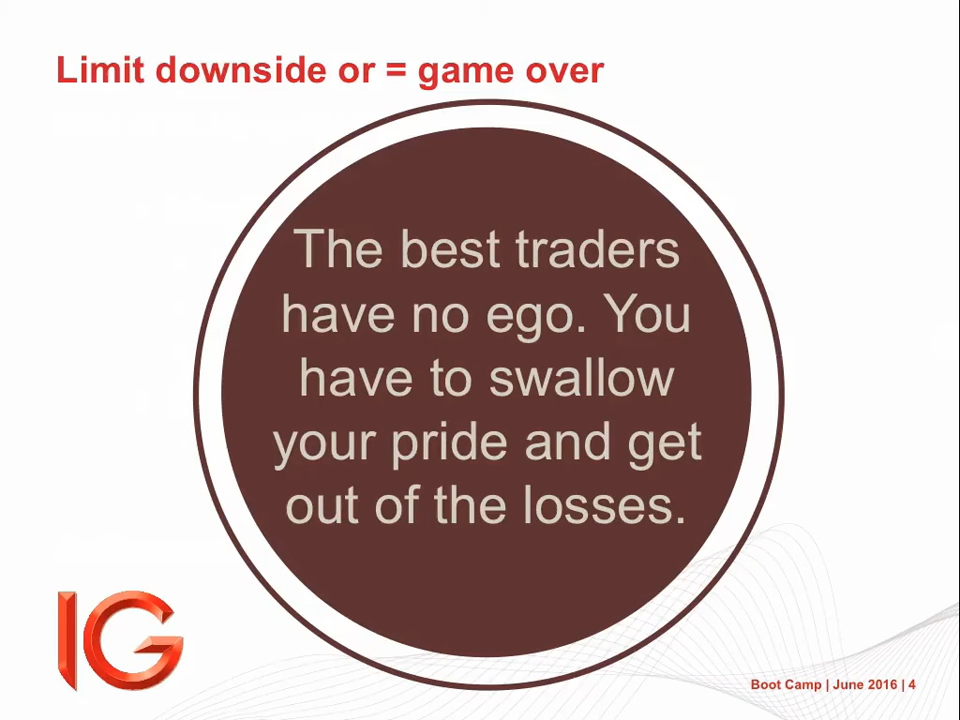 Limit downside or = game over
The best traders
have no ego. You
have to swallow
your pride and get
out of the losses.
IG
Boot Camp | June 2016 | 4